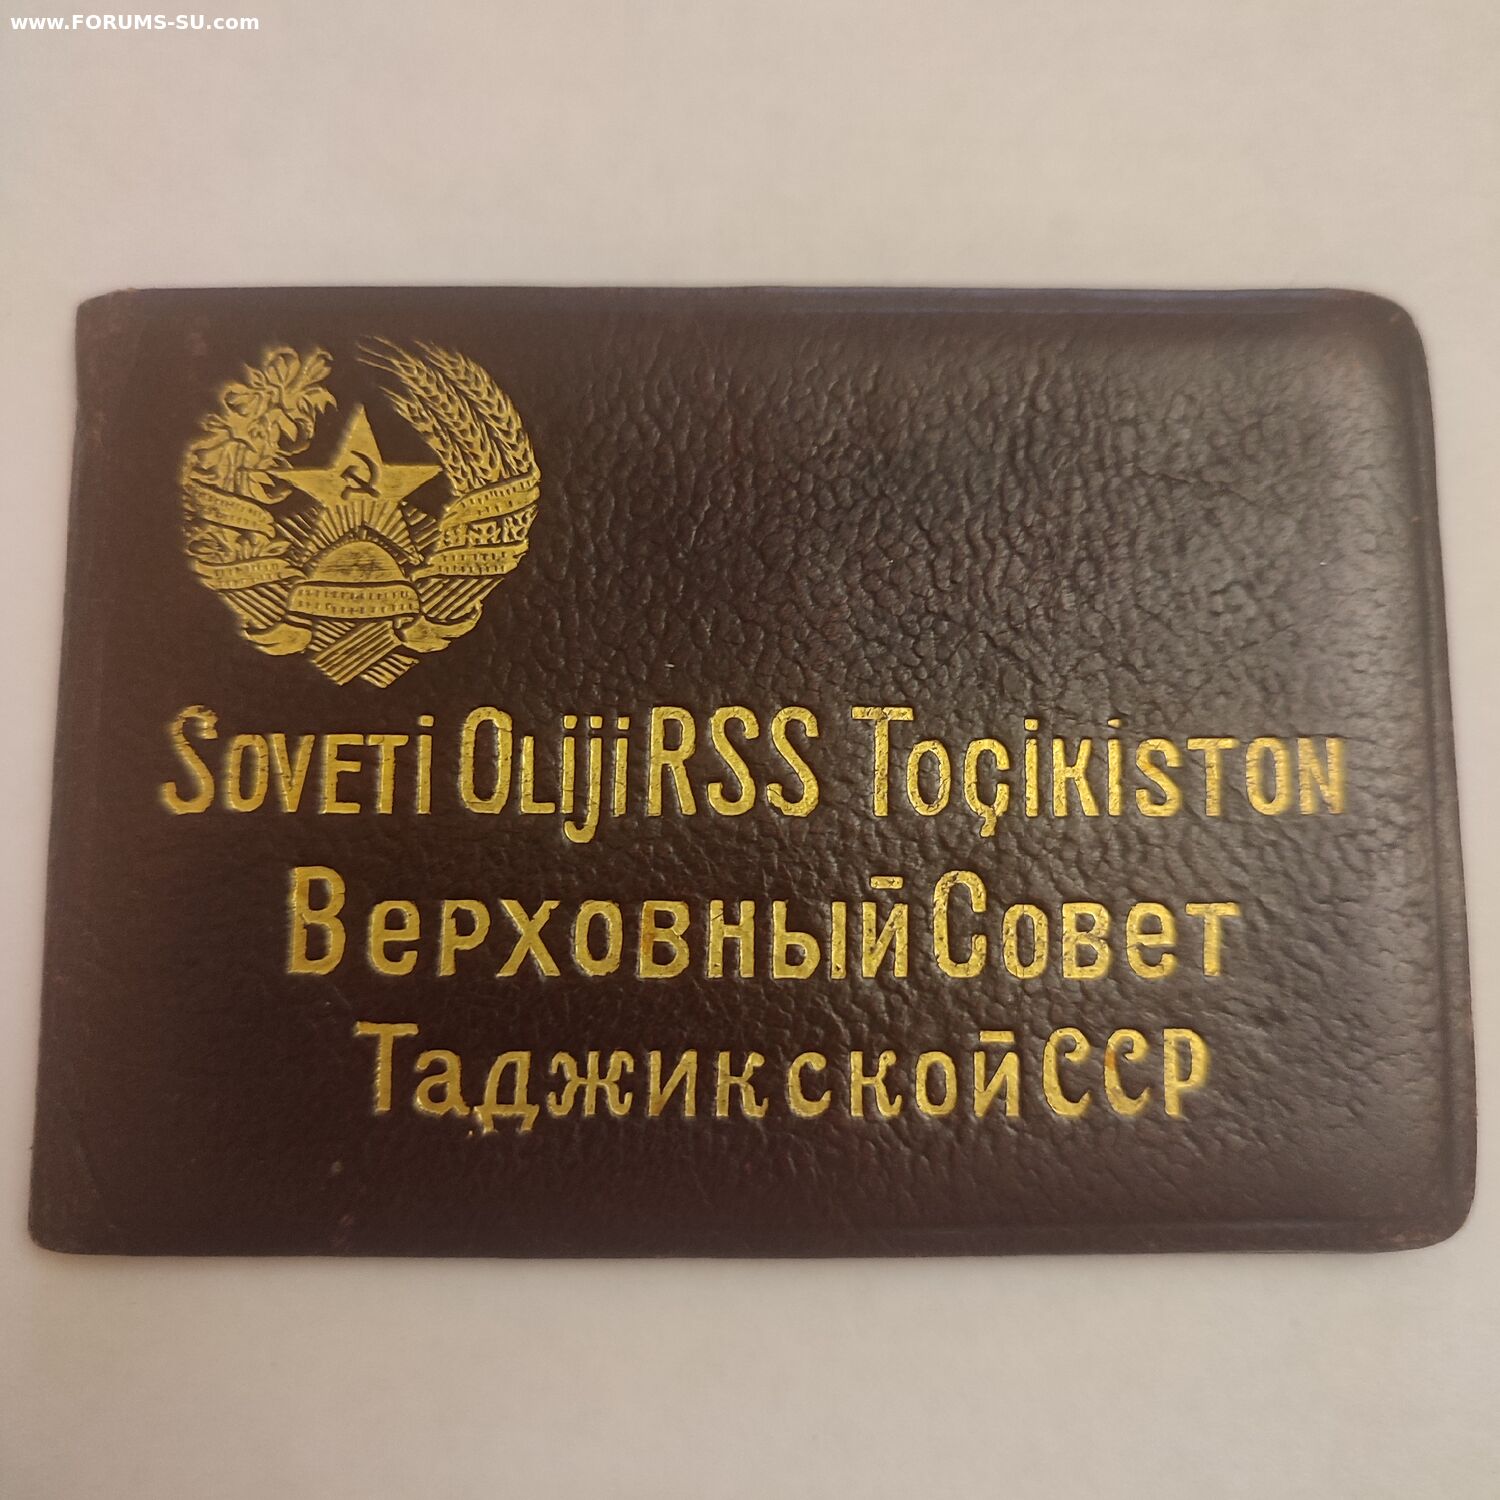 www.FORUMS-SU.com
Soveti Oliji RSS Toçikiston
Верховный Совет
Таджикской ССР